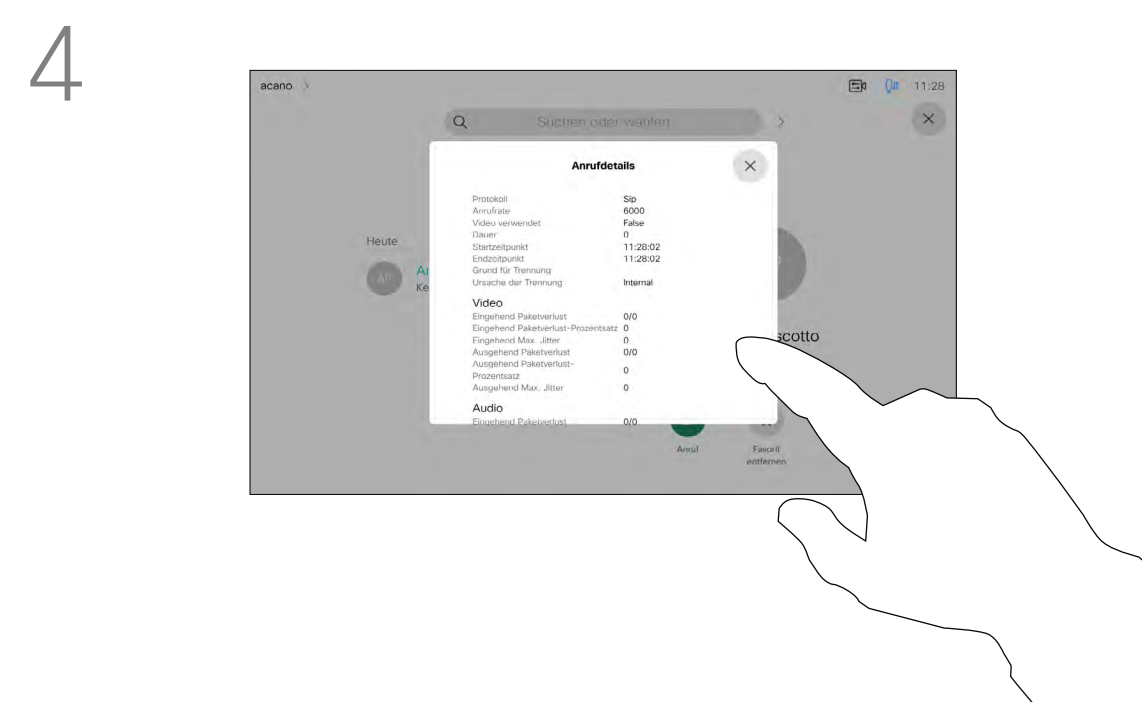 4
acano
11:28
Suchen oder wählen
Anrufdetails
Protokoll Sip
Anrufrate 6000
Video verwendet False
Dauer 0
Startzeitpunkt 11:28:02
Endzeitpunkt 11:28:02
Grund für Trennung
Ursache der Trennung Internal
Heute
AP
Video
Eingehend Paketverlust 0/0
Eingehend Paketverlust-Prozentsatz 0
Eingehend Max. Jitter 0
Ausgehend Paketverlust 0/0
Ausgehend Paketverlust-
Prozentsatz 0
Ausgehend Max. Jitter 0
Audio
Eingehend Paketverlust 0/0
scotto
Anruf
Favorit
entfernen